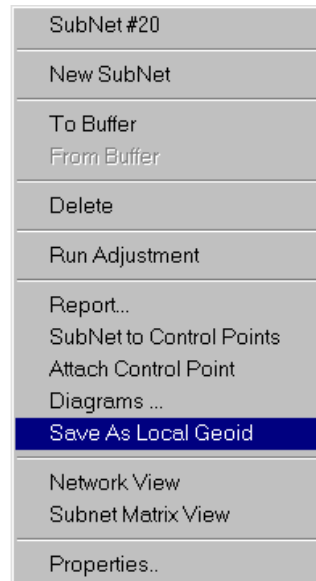 SubNet #20
New SubNet
To Buffer
From Buffer
Delete
Run Adjustment
Report...
SubNet to Control Points
Attach Control Point
Diagrams ...
Save As Local Geoid
Network View
Subnet Matrix View
Properties..